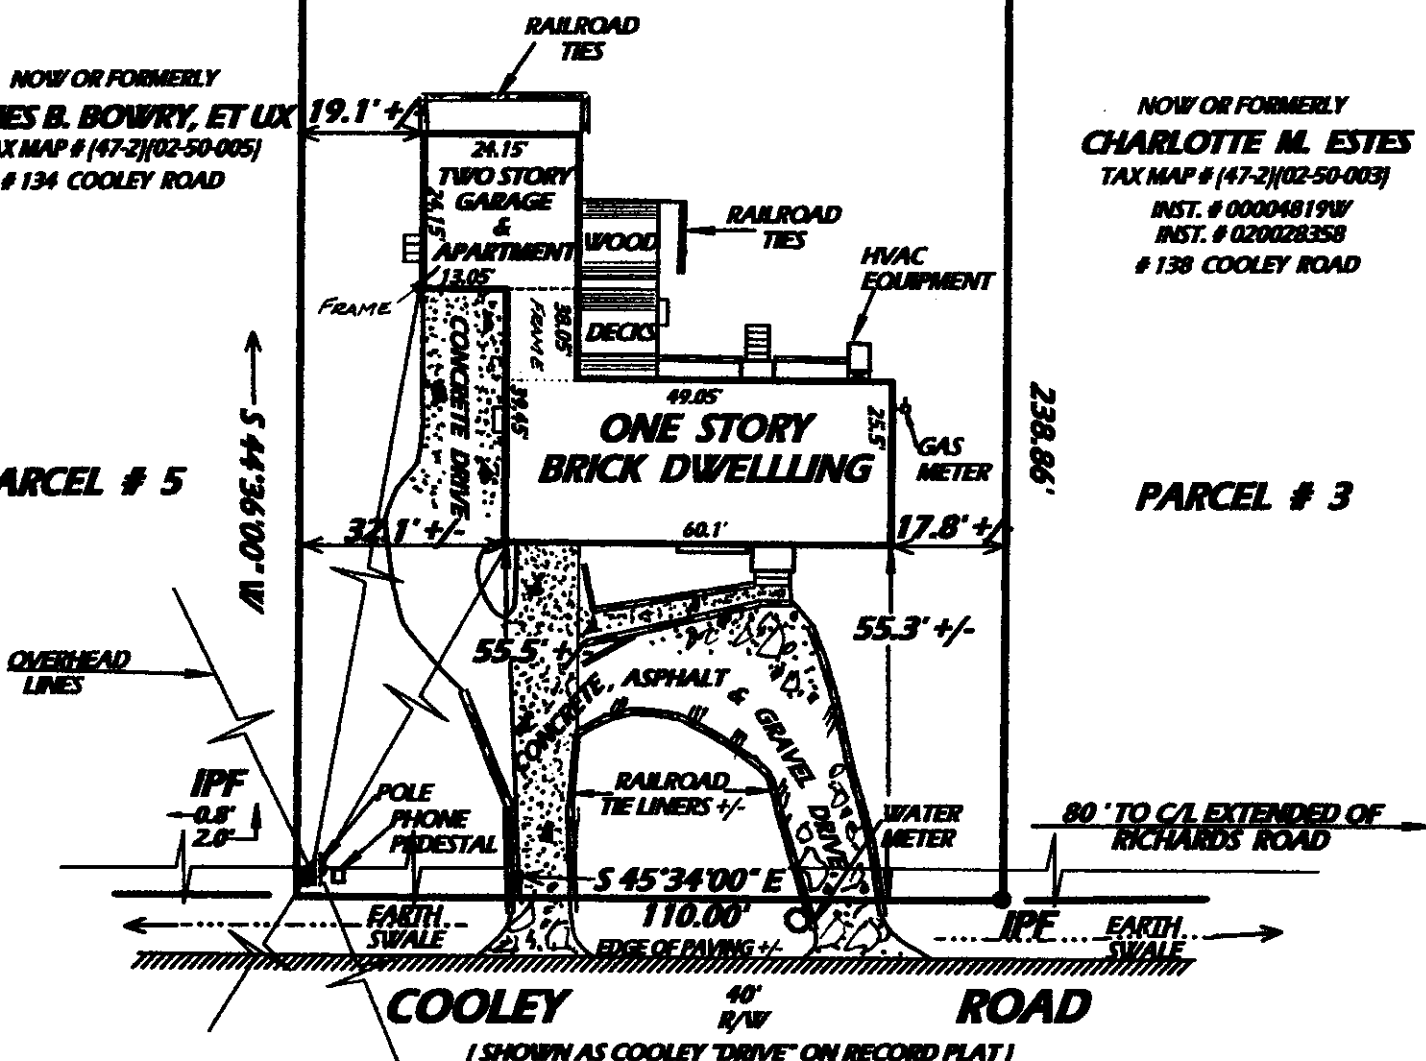 RAILROAD
TIES
NOW OR FORMERLY
ES B. BOWRY, ET UX
19.1' +/-
X MAP # (47-2)(02-50-005)
# 134 COOLEY ROAD
NOW OR FORMERLY
CHARLOTTE M. ESTES
TAX MAP # (47-2)(02-50-003)
INST. # 00004819W
INST. # 020028358
# 138 COOLEY ROAD
24.15'
TWO STORY
GARAGE
&
APARTMENT
24.15'
13.05'
FRAME
WOOD
DECKS
RAILROAD
TIES
HVAC
EQUIPMENT
FRAME
38.05'
CONCRETE DRIVE
39.45'
49.05'
ONE STORY
BRICK DWELLLING
25.5'
GAS
METER
S 44°36'00" W
238.86'
ARCEL # 5
PARCEL # 3
32.1' +/-
60.1'
17.8' +/-
55.5' +
55.3' +/-
OVERHEAD
LINES
CONCRETE, ASPHALT & GRAVEL DRIVE
IPF
0.8'
2.0'
POLE
PHONE
PEDESTAL
RAILROAD
TIE LINERS +/-
WATER
METER
80 ' TO C/L EXTENDED OF
RICHARDS ROAD
S 45°34'00" E
110.00'
EARTH
SWALE
IPF
EARTH
SWALE
EDGE OF PAVING +/-
COOLEY ROAD
40'
R/W
( SHOWN AS COOLEY "DRIVE" ON RECORD PLAT )